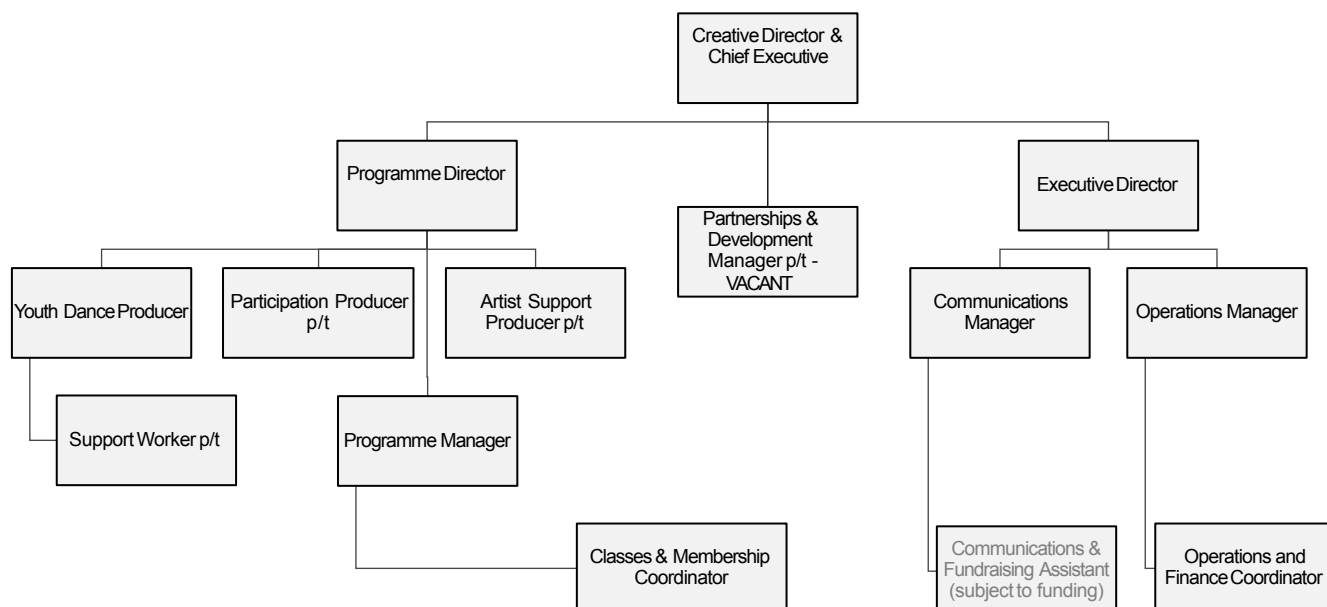 Creative Director &
Chief Executive
Programme Director
Executive Director
Partnerships &
Development
Manager p/t -
VACANT
Youth Dance Producer
Participation Producer
p/t
Artist Support
Producer p/t
Communications
Manager
Operations Manager
Support Worker p/t
Programme Manager
Classes & Membership
Coordinator
Communications &
Fundraising Assistant
(subject to funding)
Operations and
Finance Coordinator